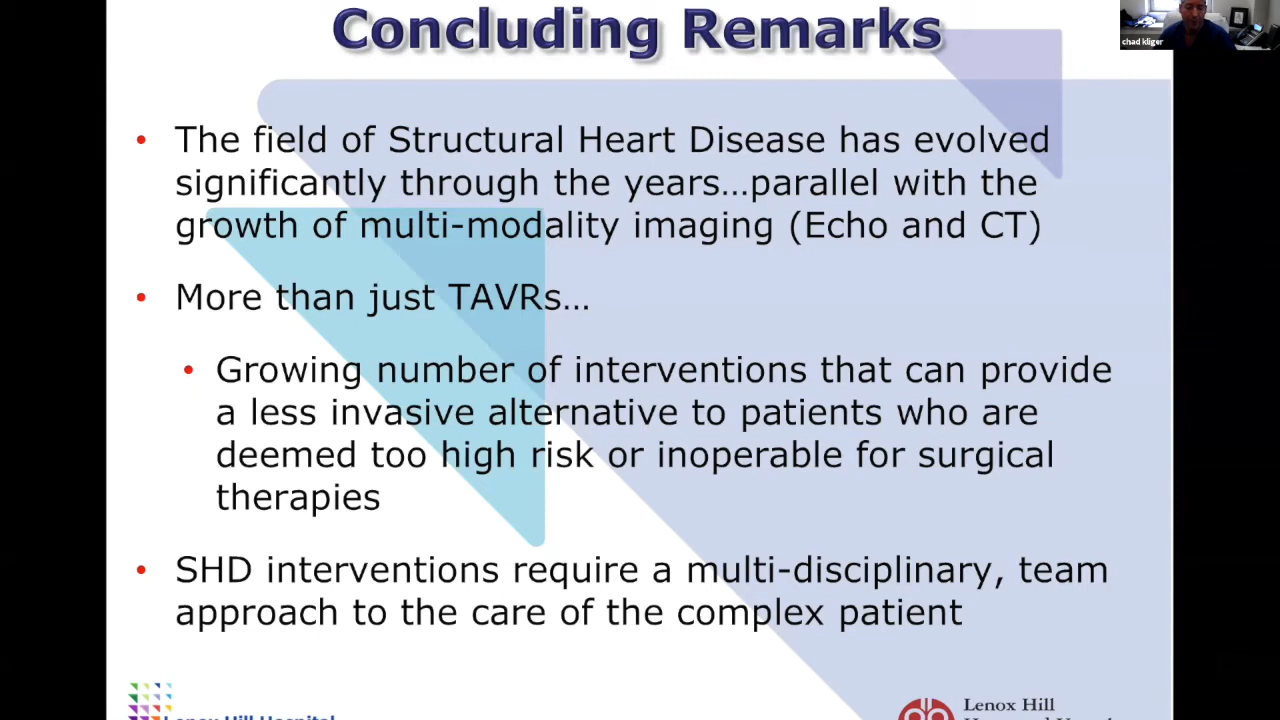 Concluding Remarks
chad kliger
• The field of Structural Heart Disease has evolved
significantly through the years…parallel with the
growth of multi-modality imaging (Echo and CT)
• More than just TAVRs…
• Growing number of interventions that can provide
a less invasive alternative to patients who are
deemed too high risk or inoperable for surgical
therapies
• SHD interventions require a multi-disciplinary, team
approach to the care of the complex patient
Lenox Hill Hospital
Lenox Hill